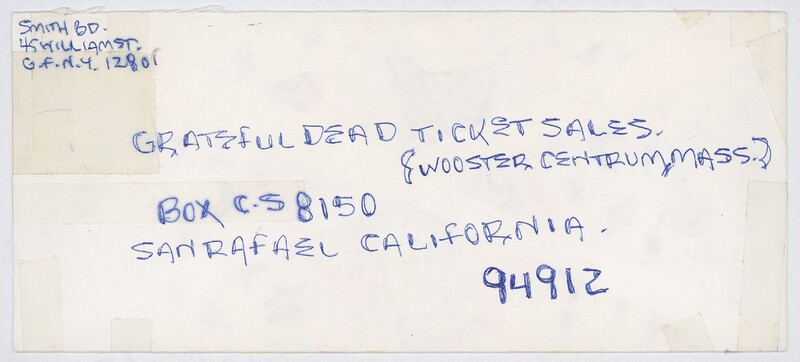 SMITH BD.
45 WILLIAM ST.
G.F. N.Y. 12801
GRATEFUL DEAD TICKET SALES.
{WOOSTER CENTRUM, MASS.}
BOX C.S 8150
SAN RAFAEL CALIFORNIA.
94912